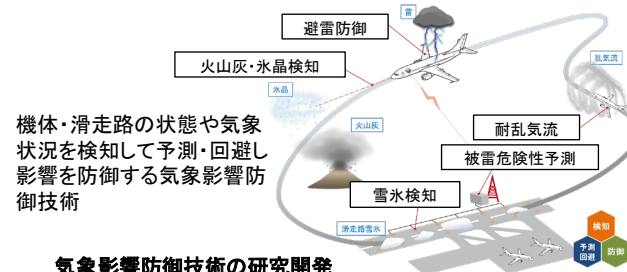 雷
避雷防御
火山灰・氷晶検知
乱気流
氷晶
火山灰
耐乱気流
機体・滑走路の状態や気象
状況を検知して予測・回避し
影響を防御する気象影響防
御技術
被雷危険性予測
雪氷検知
滑走路雪氷
検知
予測
回避
防御
気象影響防御技術の研究開発